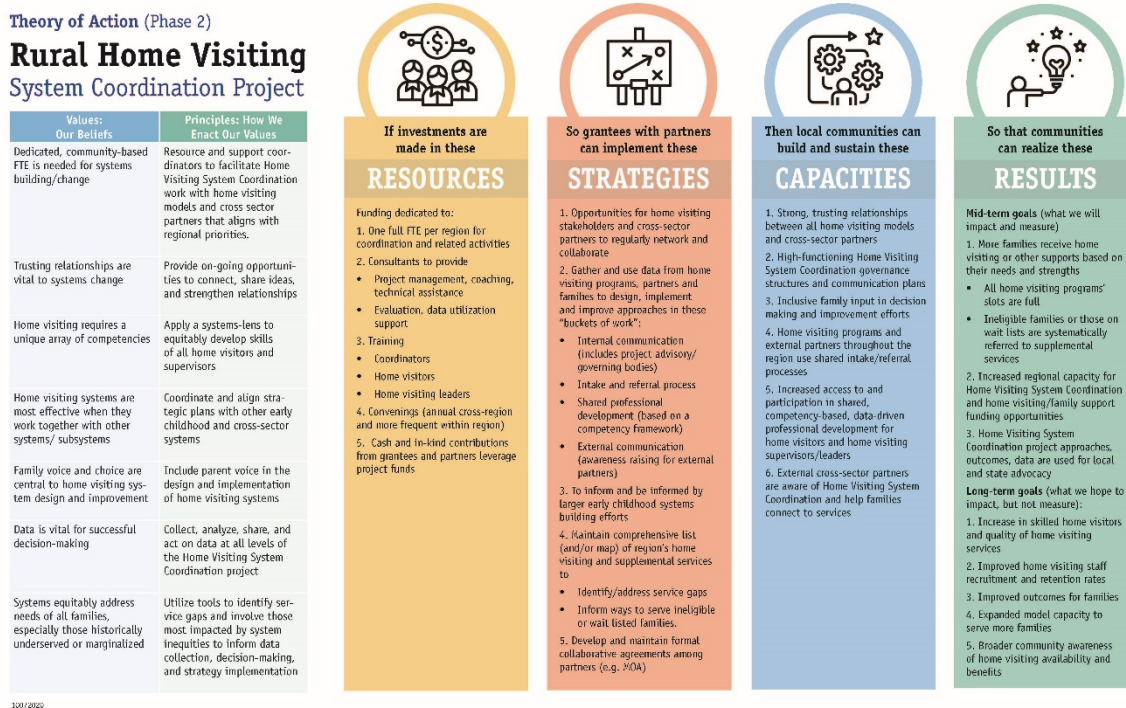 Theory of Action (Phase 2)
Rural Home Visiting
System Coordination Project
Values:
Our Beliefs
Principles: How We
Enact Our Values
Dedicated, community-based
FTE is needed for systems
building/change
Resource and support coor-
dinators to facilitate Home
Visiting System Coordination
work with home visiting
models and cross sector
partners that aligns with
regional priorities.
Trusting relationships are
vital to systems change
Provide on-going opportuni-
ties to connect, share ideas,
and strengthen relationships
Home visiting requires a
unique array of competencies
Apply a systems-lens to
equitably develop skills
of all home visitors and
supervisors
Home visiting systems are
most effective when they
work together with other
systems/ subsystems
Coordinate and align stra-
tegic plans with other early
childhood and cross-sector
systems
Family voice and choice are
central to home visiting sys-
tem design and improvement
Include parent voice in the
design and implementation
of home visiting systems
Data is vital for successful
decision-making
Collect, analyze, share, and
act on data at all levels of
the Home Visiting System
Coordination project
Systems equitably address
needs of all families,
especially those historically
underserved or marginalized
Utilize tools to identify ser-
vice gaps and involve those
most impacted by system
inequities to inform data
collection, decision-making,
and strategy implementation
$
If investments are
made in these
RESOURCES
Funding dedicated to:
1. One full FTE per region for
coordination and related activities
2. Consultants to provide
• Project management, coaching,
technical assistance
• Evaluation, data utilization
support
3. Training
• Coordinators
• Home visitors
• Home visiting leaders
4. Convenings (annual cross-region
and more frequent within region)
5. Cash and in-kind contributions
from grantees and partners leverage
project funds
So grantees with partners
can implement these
STRATEGIES
1. Opportunities for home visiting
stakeholders and cross-sector
partners to regularly network and
collaborate
2. Gather and use data from home
visiting programs, partners and
families to design, implement
and improve approaches in these
"buckets of work":
• Internal communication
(includes project advisory/
governing bodies)
• Intake and referral process
• Shared professional
development (based on a
competency framework)
• External communication
(awareness raising for external
partners)
3. To inform and be informed by
larger early childhood systems
building efforts
4. Maintain comprehensive list
(and/or map) of region's home
visiting and supplemental services
to
• Identify/address service gaps
• Inform ways to serve ineligible
or wait listed families.
5. Develop and maintain formal
collaborative agreements among
partners (e.g. MOA)
Then local communities can
build and sustain these
CAPACITIES
1. Strong, trusting relationships
between all home visiting models
and cross-sector partners
2. High-functioning Home Visiting
System Coordination governance
structures and communication plans
3. Inclusive family input in decision
making and improvement efforts
4. Home visiting programs and
external partners throughout the
region use shared intake/referral
processes
5. Increased access to and
participation in shared,
competency-based, data-driven
professional development for
home visitors and home visiting
supervisors/leaders
6. External cross-sector partners
are aware of Home Visiting System
Coordination and help families
connect to services
So that communities
can realize these
RESULTS
Mid-term goals (what we will
impact and measure)
1. More families receive home
visiting or other supports based on
their needs and strengths
• All home visiting programs'
slots are full
• Ineligible families or those on
wait lists are systematically
referred to supplemental
services
2. Increased regional capacity for
Home Visiting System Coordination
and home visiting/family support
funding opportunities
3. Home Visiting System
Coordination project approaches,
outcomes, data are used for local
and state advocacy
Long-term goals (what we hope to
impact, but not measure):
1. Increase in skilled home visitors
and quality of home visiting
services
2. Improved home visiting staff
recruitment and retention rates
3. Improved outcomes for families
4. Expanded model capacity to
serve more families
5. Broader community awareness
of home visiting availability and
benefits